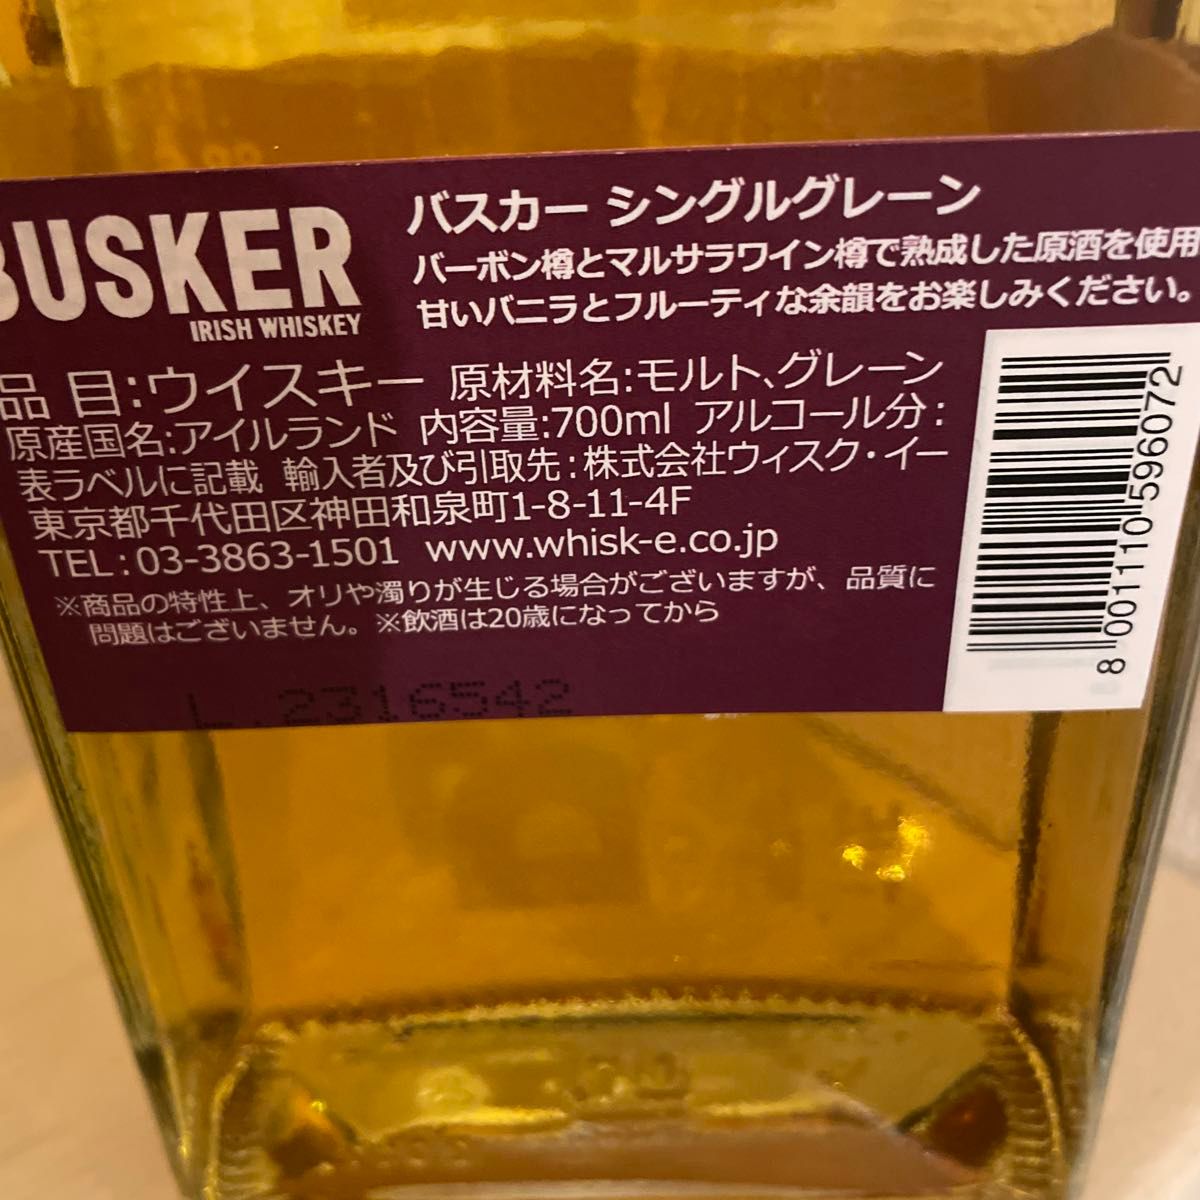 BUSKER
IRISH WHISKEY
バスカー シングルグレーン
バーボン樽とマルサラワイン樽で熟成した原酒を使用
甘いバニラとフルーティな余韻をお楽しみください。
品 目:ウイスキー 原材料名:モルト、グレーン
原産国名:アイルランド 内容量:700ml アルコール分:
表ラベルに記載 輸入者及び引取先:株式会社ウィスク・イー
東京都千代田区神田和泉町1-8-11-4F
TEL:03-3863-1501 www.whisk-e.co.jp
※商品の特性上、オリや濁りが生じる場合がございますが、品質に
問題はございません。※飲酒は20歳になってから
8 001110 596072
L.2316542